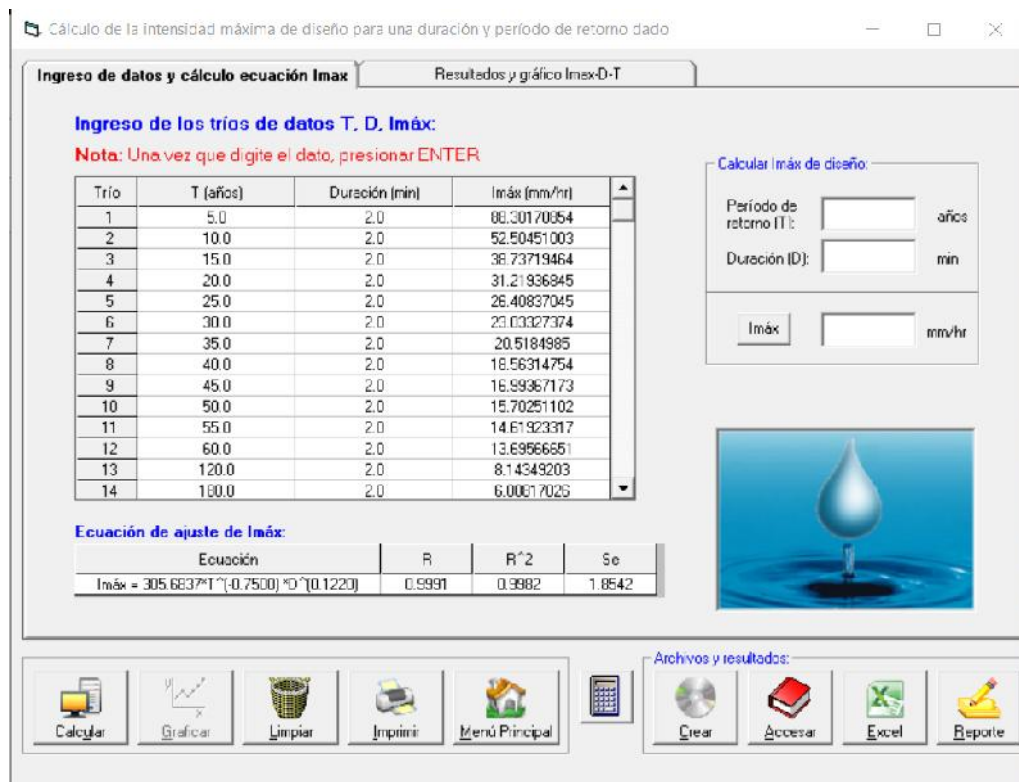 Cálculo de la intensidad máxima de diseño para una duración y período de retorno dado
Ingreso de datos y cálculo ecuación Imax
Resultados y gráfico Imax-D-T
Ingreso de los tríos de datos T, D, Imáx:
Nota: Una vez que digite el dato, presionar ENTER
Trío T (años) Duración (min) Imáx (mm/hr)
1 5.0 2.0 88.30170854
2 10.0 2.0 52.50451003
3 15.0 2.0 38.73719464
4 20.0 2.0 31.21936845
5 25.0 2.0 26.40837045
6 30.0 2.0 23.03327374
7 35.0 2.0 20.5184985
8 40.0 2.0 18.56314754
9 45.0 2.0 16.99367173
10 50.0 2.0 15.70251102
11 55.0 2.0 14.61923317
12 60.0 2.0 13.69566651
13 120.0 2.0 8.14349203
14 180.0 2.0 6.00817026
Calcular Imáx de diseño:
Período de
retorno (T):
años
Duración (D):
min
Imáx
mm/hr
Ecuación de ajuste de Imáx:
Ecuación R R^2 Se
Imáx = 305.6837*T^(-0.7500) *D^(0.1220) 0.9991 0.9982 1.8542
Calcular
Graficar
Limpiar
Imprimir
Menú Principal
Archivos y resultados:
Crear
Accesar
Excel
Reporte